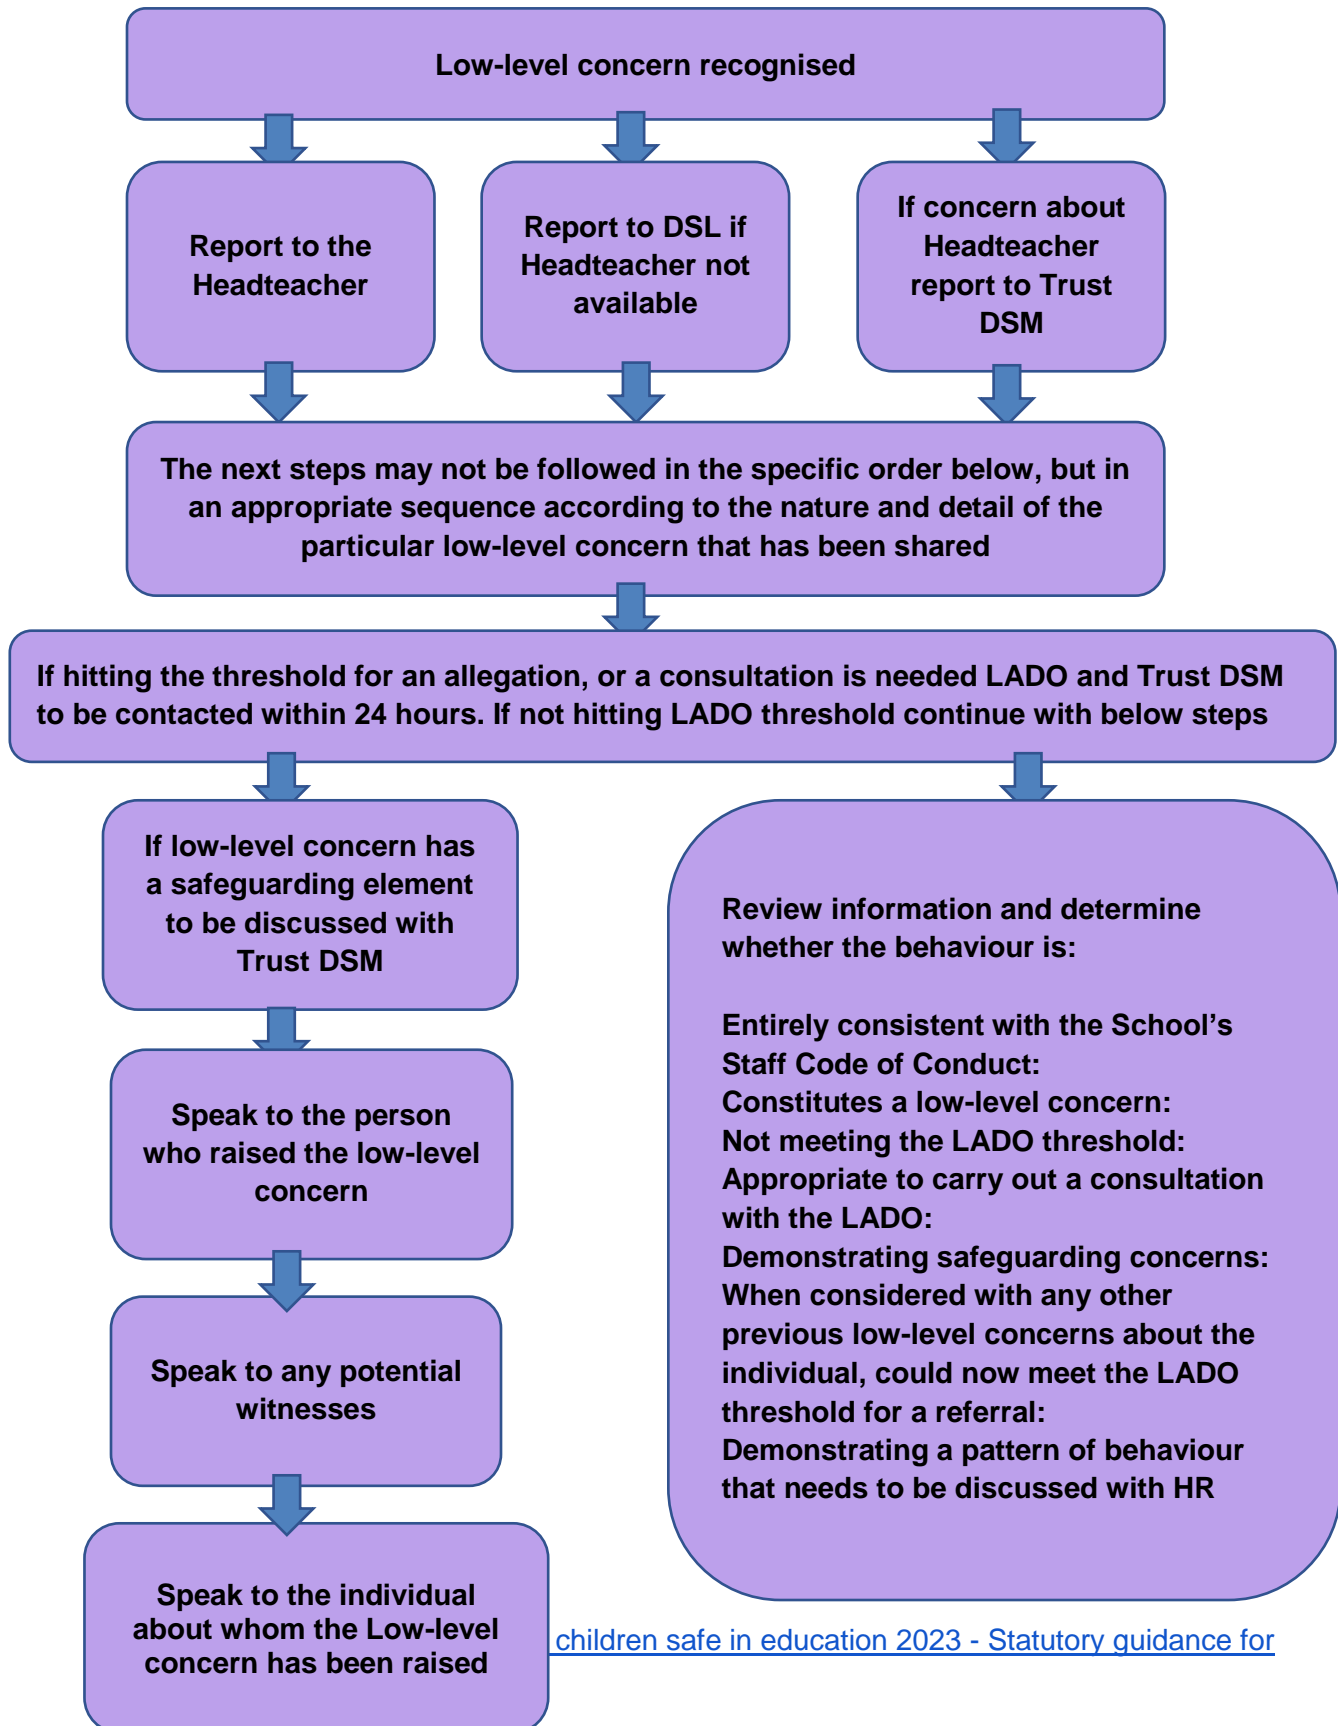 Low-level concern recognised
Report to the
Headteacher
Report to DSL if
Headteacher not
available
If concern about
Headteacher
report to Trust
DSM
The next steps may not be followed in the specific order below, but in
an appropriate sequence according to the nature and detail of the
particular low-level concern that has been shared
If hitting the threshold for an allegation, or a consultation is needed LADO and Trust DSM
to be contacted within 24 hours. If not hitting LADO threshold continue with below steps
If low-level concern has
a safeguarding element
to be discussed with
Trust DSM
Speak to the person
who raised the low-level
concern
Speak to any potential
witnesses
Speak to the individual
about whom the Low-level
concern has been raised
Review information and determine
whether the behaviour is:
Entirely consistent with the School’s
Staff Code of Conduct:
Constitutes a low-level concern:
Not meeting the LADO threshold:
Appropriate to carry out a consultation
with the LADO:
Demonstrating safeguarding concerns:
When considered with any other
previous low-level concerns about the
individual, could now meet the LADO
threshold for a referral:
Demonstrating a pattern of behaviour
that needs to be discussed with HR
children safe in education 2023 - Statutory guidance for